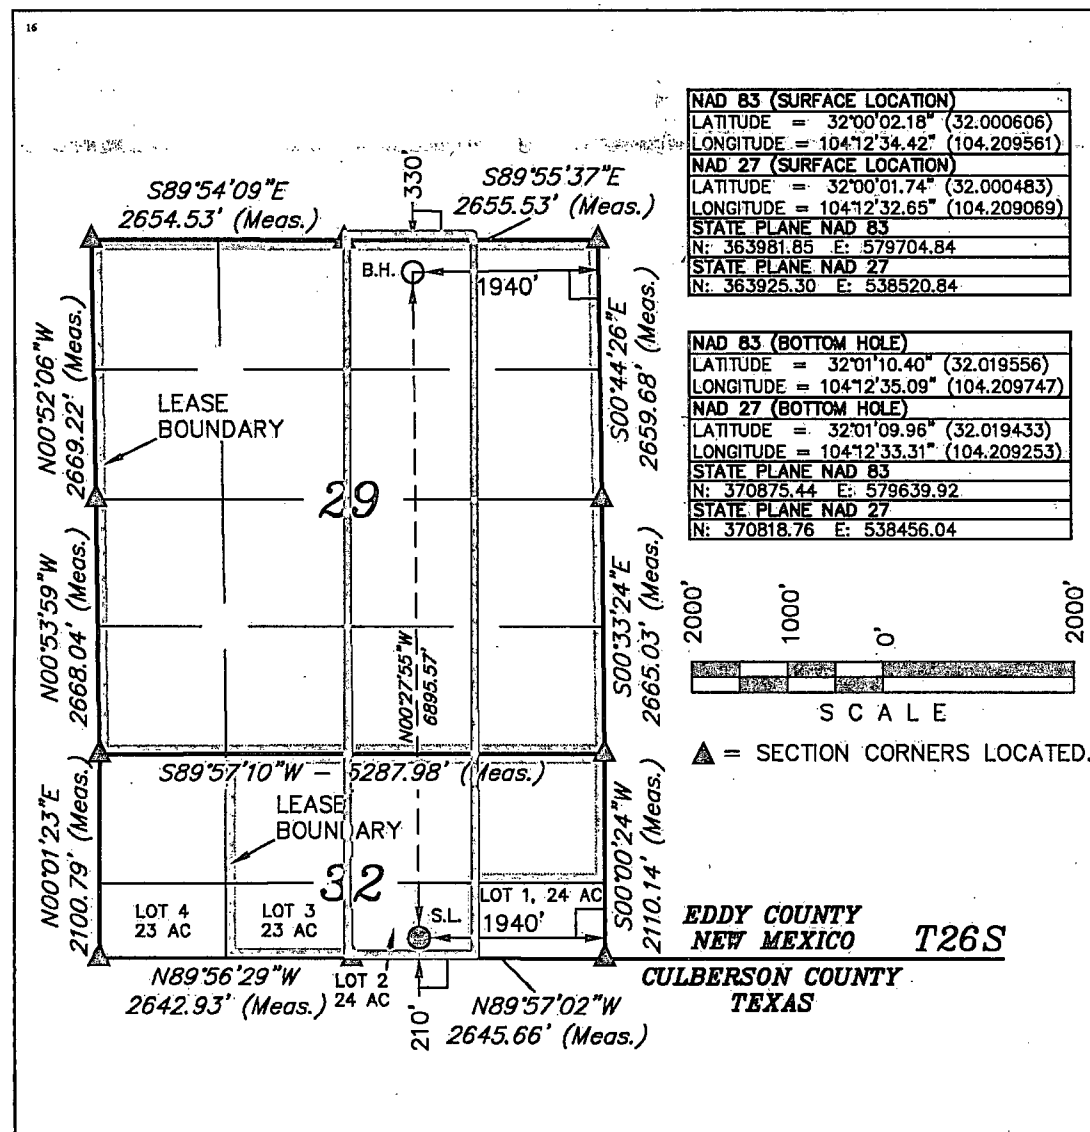 16
NAD 83 (SURFACE LOCATION)
LATITUDE = 32°00'02.18" (32.000606)
LONGITUDE = 104°12'34.42" (104.209561)
NAD 27 (SURFACE LOCATION)
LATITUDE = 32°00'01.74" (32.000483)
LONGITUDE = 104°12'32.65" (104.209069)
STATE PLANE NAD 83
N: 363981.85 E: 579704.84
STATE PLANE NAD 27
N: 363925.30 E: 538520.84
NAD 83 (BOTTOM HOLE)
LATITUDE = 32°01'10.40" (32.019556)
LONGITUDE = 104°12'35.09" (104.209747)
NAD 27 (BOTTOM HOLE)
LATITUDE = 32°01'09.96" (32.019433)
LONGITUDE = 104°12'33.31" (104.209253)
STATE PLANE NAD 83
N: 370875.44 E: 579639.92
STATE PLANE NAD 27
N: 370818.76 E: 538456.04
S89°54'09"E
2654.53' (Meas.)
330'
S89°55'37"E
2655.53' (Meas.)
B.H.
1940'
N00°52'06"W
2669.22' (Meas.)
S00°44'26"E
2659.68' (Meas.)
LEASE
BOUNDARY
29
N00°53'59"W
2668.04' (Meas.)
N00°27'55"W
6895.57'
S00°33'24"E
2665.03' (Meas.)
2000'
1000'
0'
2000'
SCALE
▲ = SECTION CORNERS LOCATED.
S89°57'10"W – 5287.98' (Meas.)
LEASE
BOUNDARY
N00°01'23"E
2100.79' (Meas.)
32
S00°00'24"W
2110.14' (Meas.)
LOT 4
23 AC
LOT 3
23 AC
S.L.
LOT 1, 24 AC
1940'
LOT 2
24 AC
EDDY COUNTY
NEW MEXICO
T26S
CULBERSON COUNTY
TEXAS
N89°56'29"W
2642.93' (Meas.)
210'
N89°57'02"W
2645.66' (Meas.)